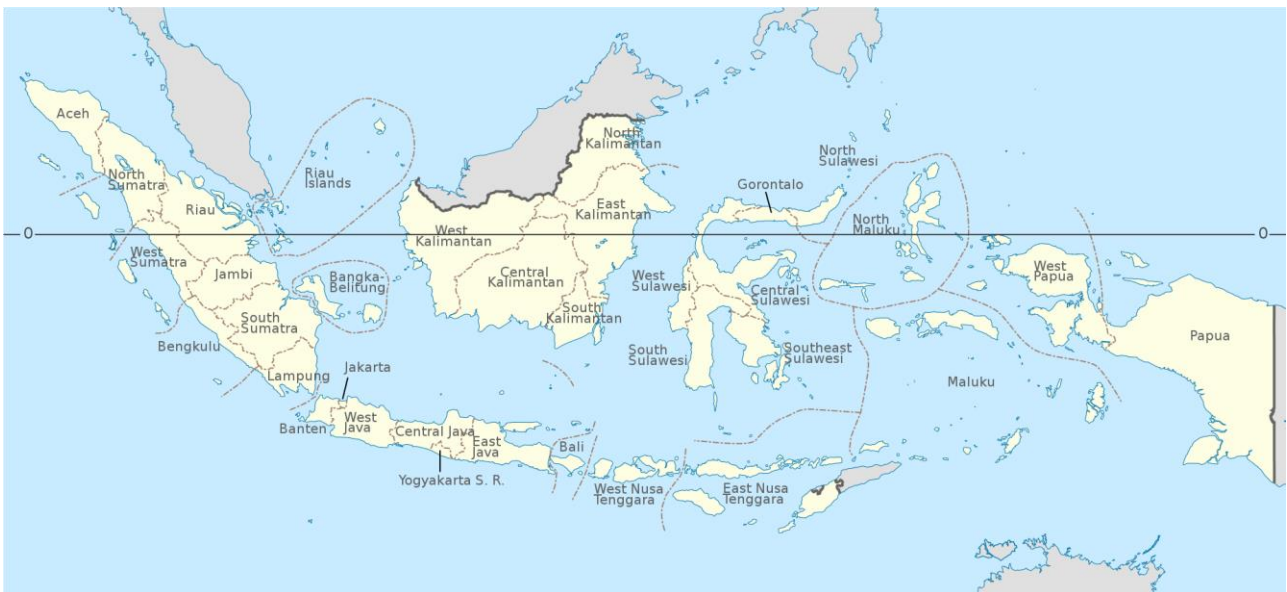 Aceh
North
Sumatra
Riau
Islands
Riau
North
Kalimantan
North
Sulawesi
Gorontalo
East
Kalimantan
North
Maluku
0
0
West
Kalimantan
West
Sumatra
Jambi
Bangka-
Belitung
Central
Kalimantan
West
Sulawesi
Central
Sulawesi
West
Papua
South
Sumatra
South
Kalimantan
Bengkulu
South
Sulawesi
Southeast
Sulawesi
Papua
Lampung
Jakarta
Maluku
Banten
West
Java
Central Java
East
Java
Bali
Yogyakarta S. R.
West Nusa
Tenggara
East Nusa
Tenggara